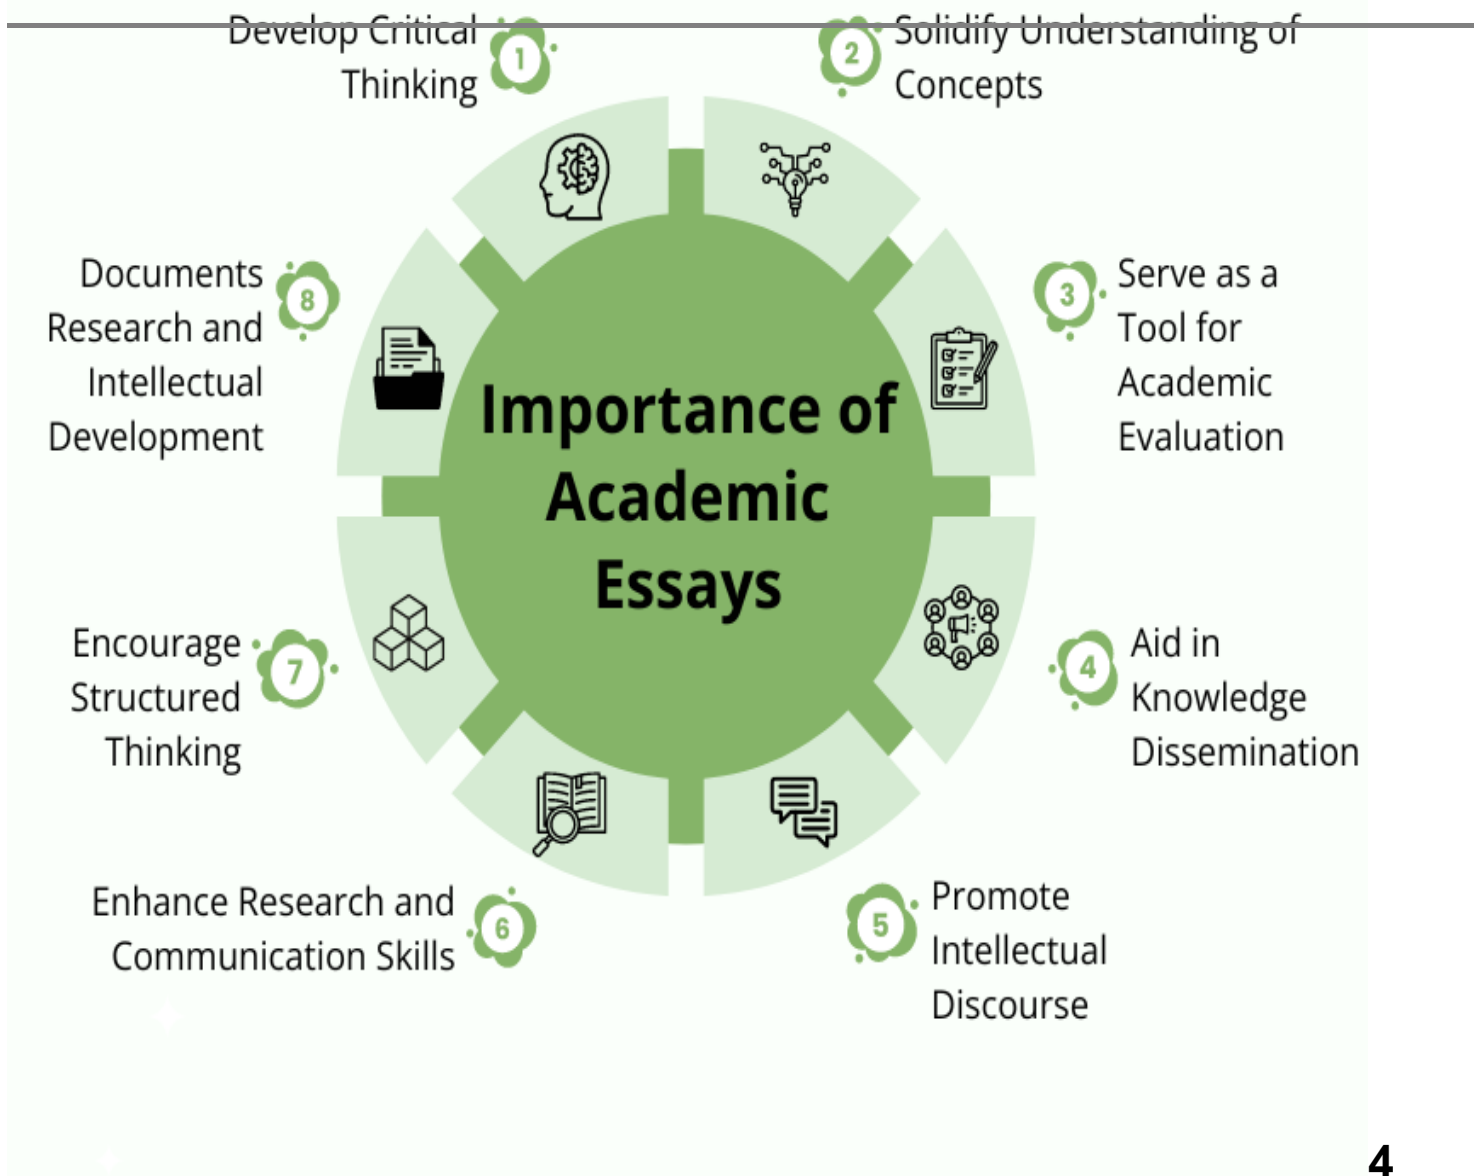 Develop Critical
Thinking
1
2
Solidify Understanding of
Concepts
3
Serve as a
Tool for
Academic
Evaluation
4
Aid in
Knowledge
Dissemination
5
Promote
Intellectual
Discourse
6
Enhance Research and
Communication Skills
7
Encourage
Structured
Thinking
8
Documents
Research and
Intellectual
Development
Importance of
Academic
Essays
4